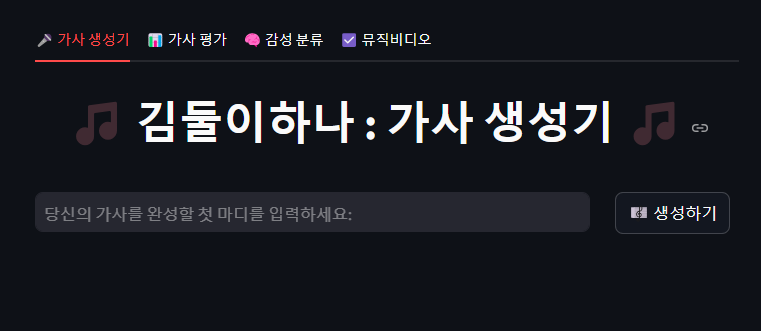 가사 생성기 가사 평가 감성 분류 뮤직비디오
김둘이하나 : 가사 생성기
당신의 가사를 완성할 첫 마디를 입력하세요:
생성하기